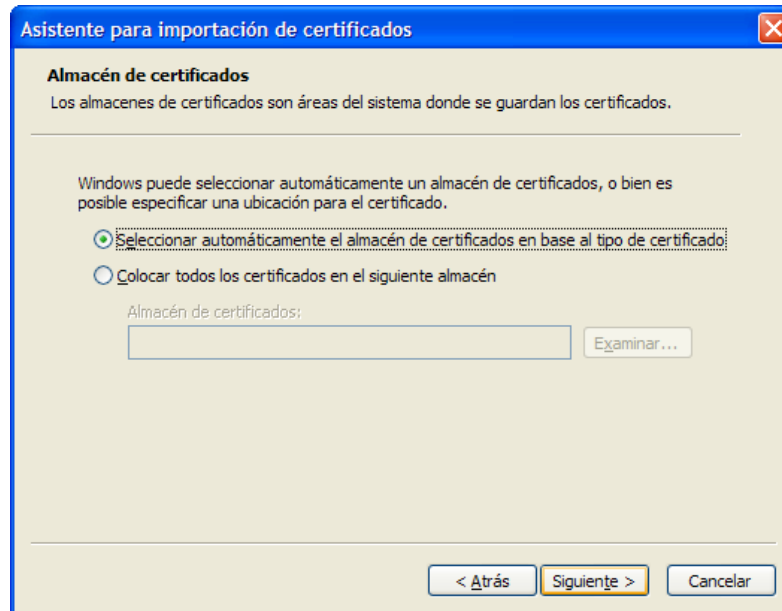 Asistente para importación de certificados
Almacén de certificados
Los almacenes de certificados son áreas del sistema donde se guardan los certificados.
Windows puede seleccionar automáticamente un almacén de certificados, o bien es
posible especificar una ubicación para el certificado.
Seleccionar automáticamente el almacén de certificados en base al tipo de certificado
Colocar todos los certificados en el siguiente almacén
Almacén de certificados:
Examinar...
< Atrás Siguiente > Cancelar